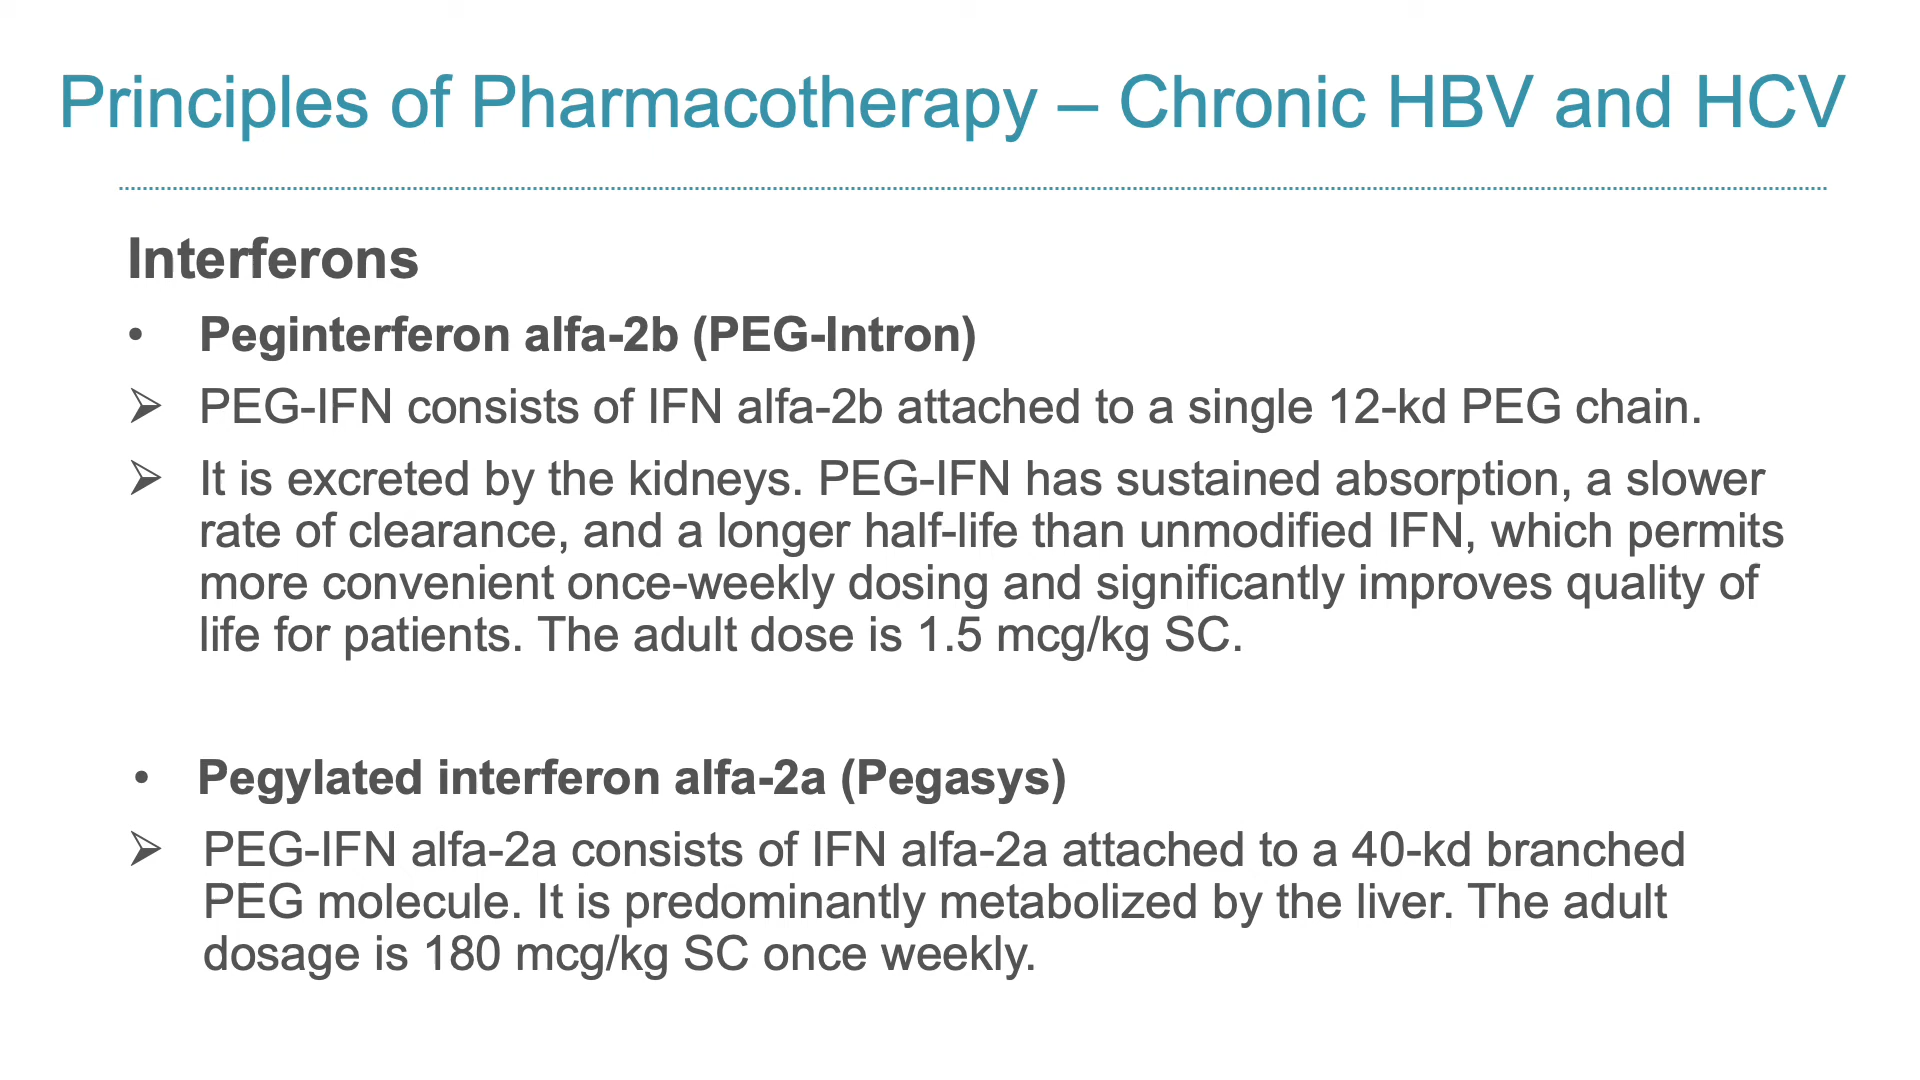 Principles of Pharmacotherapy – Chronic HBV and HCV
Interferons
• Peginterferon alfa-2b (PEG-Intron)
➢ PEG-IFN consists of IFN alfa-2b attached to a single 12-kd PEG chain.
➢ It is excreted by the kidneys. PEG-IFN has sustained absorption, a slower
rate of clearance, and a longer half-life than unmodified IFN, which permits
more convenient once-weekly dosing and significantly improves quality of
life for patients. The adult dose is 1.5 mcg/kg SC.
• Pegylated interferon alfa-2a (Pegasys)
➢ PEG-IFN alfa-2a consists of IFN alfa-2a attached to a 40-kd branched
PEG molecule. It is predominantly metabolized by the liver. The adult
dosage is 180 mcg/kg SC once weekly.